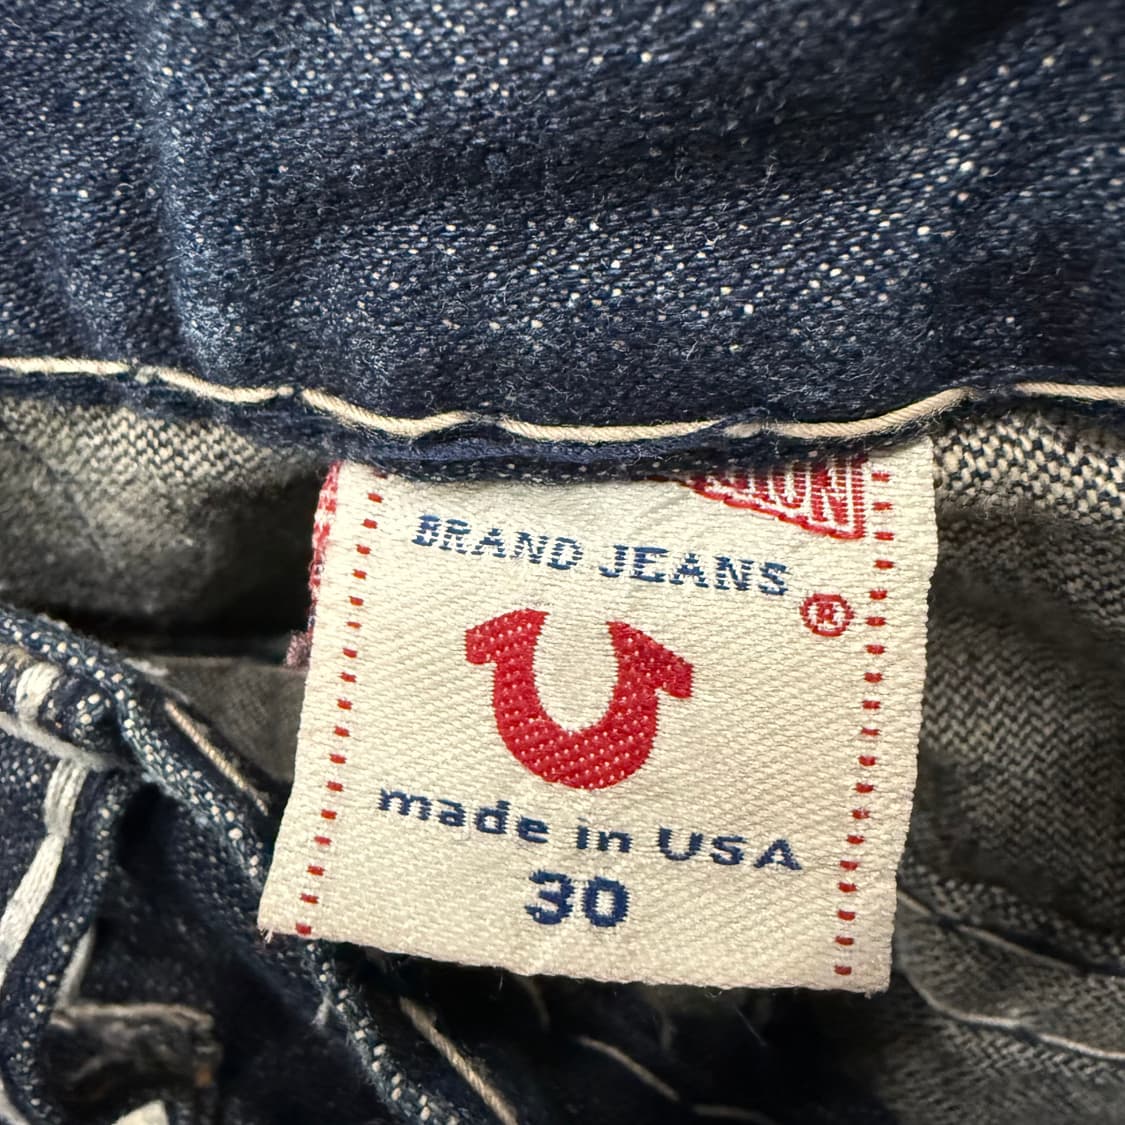 BRAND JEANS
®
made in USA
30